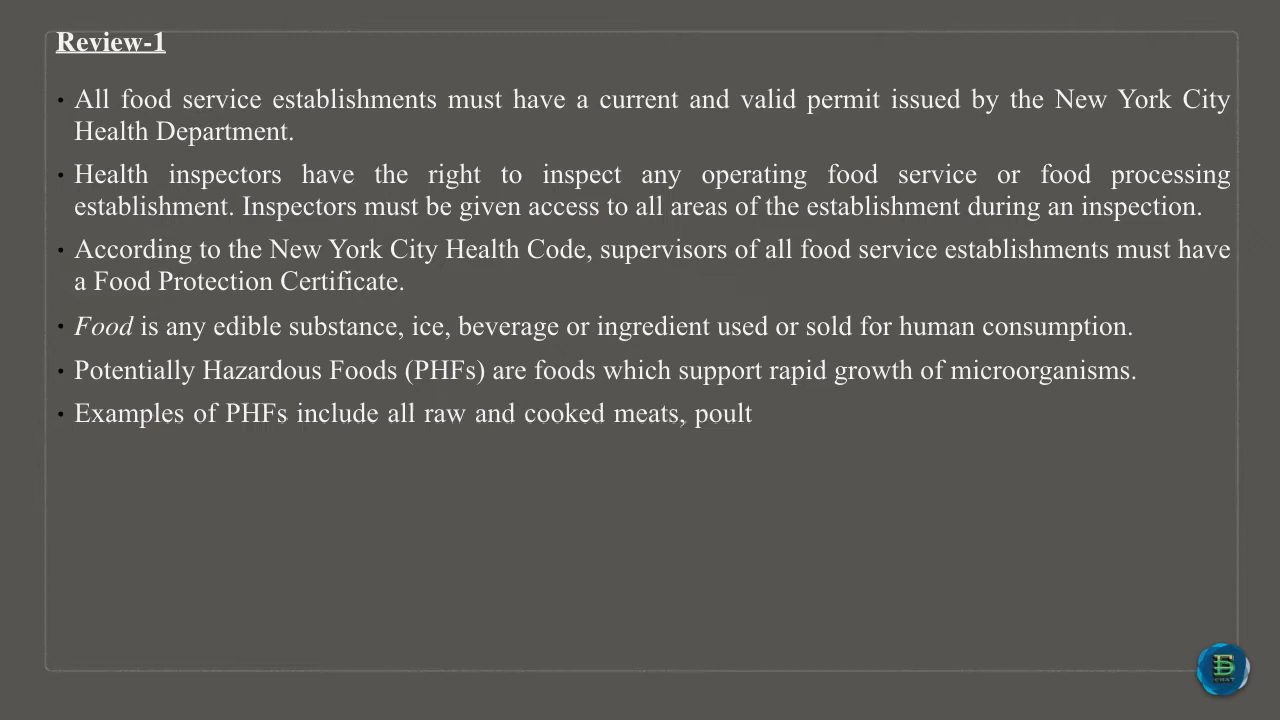 Review-1
• All food service establishments must have a current and valid permit issued by the New York City
Health Department.
• Health inspectors have the right to inspect any operating food service or food processing
establishment. Inspectors must be given access to all areas of the establishment during an inspection.
• According to the New York City Health Code, supervisors of all food service establishments must have
a Food Protection Certificate.
• Food is any edible substance, ice, beverage or ingredient used or sold for human consumption.
• Potentially Hazardous Foods (PHFs) are foods which support rapid growth of microorganisms.
• Examples of PHFs include all raw and cooked meats, poult